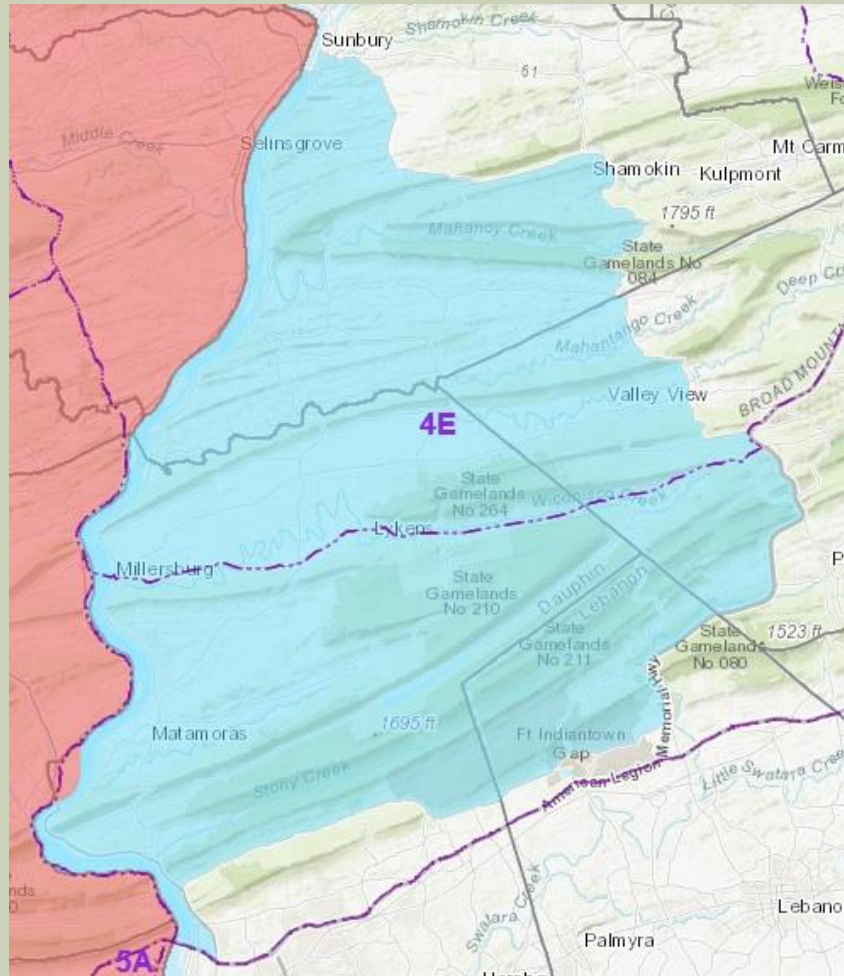 Shamokin Creek
Sunbury
61
Middle Creek
Selinsgrove
Mt Carm
Shamokin
Kulpmont
1795 ft
Mahanoy Creek
State
Gamelands No
084
Mahantango Creek
Valley View
BROAD MOUNT
4E
State
Gamelands
No 264
Wiconisco Creek
Lykens
Millersburg
P
State
Gamelands
No 210
Dauphin
Lebanon
State
Gamelands
No 211
State
Gamelands
No 080
1523 ft
Memorial Hwy
Matamoras
1695 ft
Ft Indiantown
Gap
Stony Creek
American Legion
Little Swatara Cree
nds
0
Swatara Creek
Lebano
5A
Palmyra